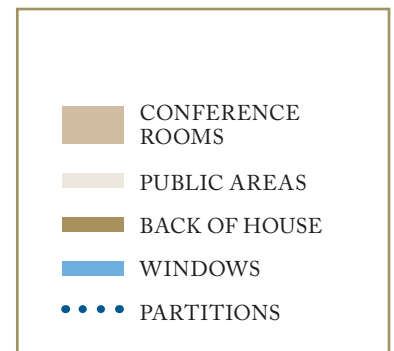 CONFERENCE
ROOMS
PUBLIC AREAS
BACK OF HOUSE
WINDOWS
PARTITIONS